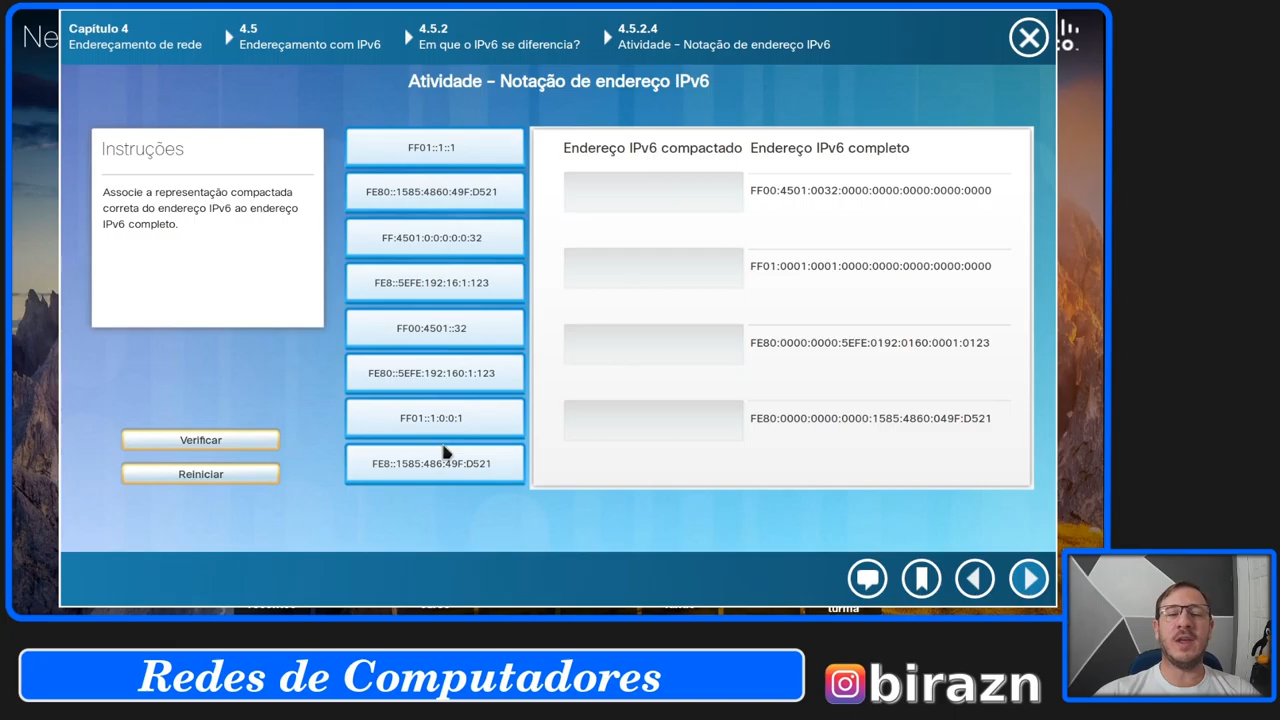 Ne
Capítulo 4
Endereçamento de rede
4.5
Endereçamento com IPv6
4.5.2
Em que o IPv6 se diferencia?
4.5.2.4
Atividade – Notação de endereço IPv6
Atividade – Notação de endereço IPv6
Instruções
Associe a representação compactada
correta do endereço IPv6 ao endereço
IPv6 completo.
Verificar
Reiniciar
FF01::1::1
FE80::1585:4860:49F:D521
FF:4501:0:0:0:0:0:32
FE8::5EFE:192:16:1:123
FF00:4501::32
FE80::5EFE:192:160:1:123
FF01::1:0:0:1
FE8::1585:486:49F:D521
Endereço IPv6 compactado Endereço IPv6 completo
FF00:4501:0032:0000:0000:0000:0000:0000
FF01:0001:0001:0000:0000:0000:0000:0000
FE80:0000:0000:5EFE:0192:0160:0001:0123
FE80:0000:0000:0000:1585:4860:049F:D521
turma
Redes de Computadores
birazn